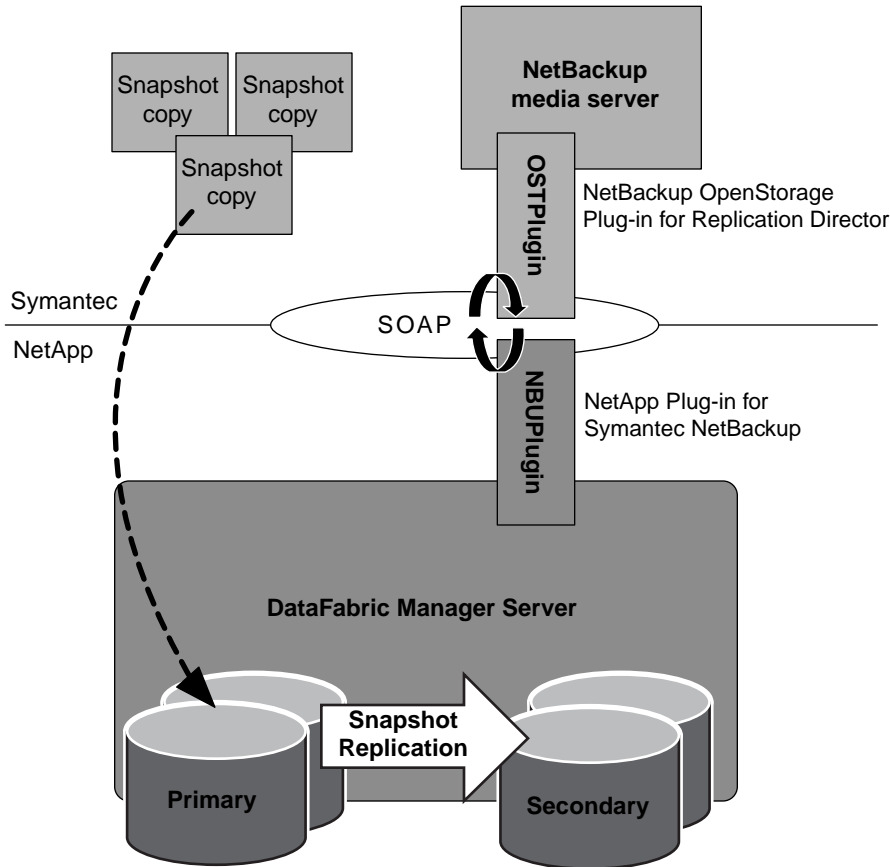 Snapshot
copy
Snapshot
copy
Snapshot
copy
NetBackup
media server
OSTPlugin
NetBackup OpenStorage
Plug-in for Replication Director
Symantec
SOAP
NetApp
NBUPlugin
NetApp Plug-in for
Symantec NetBackup
DataFabric Manager Server
Snapshot
Replication
Primary
Secondary